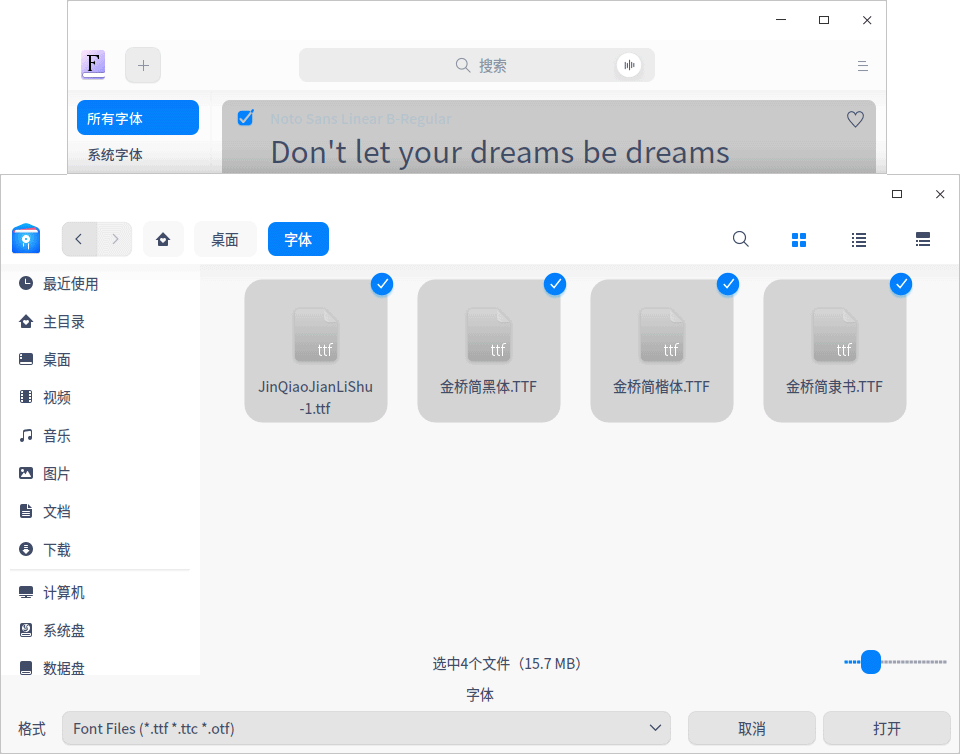 F
搜索
所有字体
Noto Sans Linear B-Regular
系统字体
Don't let your dreams be dreams
桌面
字体
最近使用
主目录
桌面
视频
音乐
图片
文档
下载
计算机
系统盘
数据盘
ttf
JinQiaoJianLiShu
-1.ttf
ttf
金桥简黑体.TTF
ttf
金桥简楷体.TTF
ttf
金桥简隶书.TTF
选中4个文件（15.7 MB）
字体
格式
Font Files (*.ttf *.ttc *.otf)
取消
打开